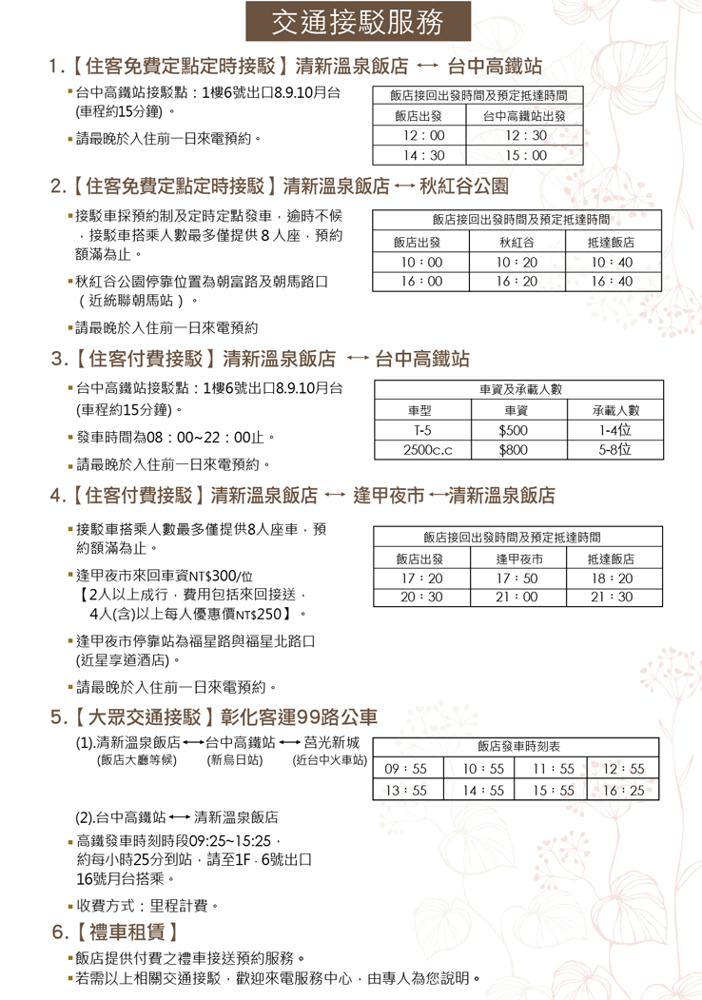 交通接駁服務
1.【住客免費定點定時接駁】清新溫泉飯店 ↔ 台中高鐵站
▪台中高鐵站接駁點：1樓6號出口8.9.10月台
(車程約15分鐘) 。
▪請最晚於入住前一日來電預約。
飯店接回出發時間及預定抵達時間
飯店出發 台中高鐵站出發
12：00 12：30
14：30 15：00
2.【住客免費定點定時接駁】清新溫泉飯店 ↔ 秋紅谷公園
▪接駁車採預約制及定時定點發車，逾時不候
，接駁車搭乘人數最多僅提供 8 人座，預約
額滿為止。
▪秋紅谷公園停靠位置為朝富路及朝馬路口
（近統聯朝馬站）。
▪請最晚於入住前一日來電預約
飯店接回出發時間及預定抵達時間
飯店出發 秋紅谷 抵達飯店
10：00 10：20 10：40
16：00 16：20 16：40
3.【住客付費接駁】清新溫泉飯店 ↔ 台中高鐵站
▪台中高鐵站接駁點：1樓6號出口8.9.10月台
(車程約15分鐘)。
▪發車時間為08：00~22：00止。
▪請最晚於入住前一日來電預約。
車資及承載人數
車型 車資 承載人數
T-5 $500 1-4位
2500c.c $800 5-8位
4.【住客付費接駁】清新溫泉飯店 ↔ 逢甲夜市 ↔清新溫泉飯店
▪接駁車搭乘人數最多僅提供8人座車，預
約額滿為止。
▪逢甲夜市來回車資NT$300/位
【2人以上成行，費用包括來回接送，
4人(含)以上每人優惠價NT$250】。
▪逢甲夜市停靠站為福星路與福星北路口
(近星享道酒店)。
▪請最晚於入住前一日來電預約。
飯店接回出發時間及預定抵達時間
飯店出發 逢甲夜市 抵達飯店
17：20 17：50 18：20
20：30 21：00 21：30
5.【大眾交通接駁】彰化客運99路公車
(1).清新溫泉飯店 ↔ 台中高鐵站 ↔ 莒光新城
(飯店大廳等候) (新烏日站) (近台中火車站)
飯店發車時刻表
09：55 10：55 11：55 12：55
13：55 14：55 15：55 16：25
(2).台中高鐵站 ↔ 清新溫泉飯店
▪高鐵發車時刻時段09:25~15:25，
約每小時25分到站，請至1F．6號出口
16號月台搭乘。
▪收費方式：里程計費。
6.【禮車租賃】
▪飯店提供付費之禮車接送預約服務。
▪若需以上相關交通接駁，歡迎來電服務中心，由專人為您說明。